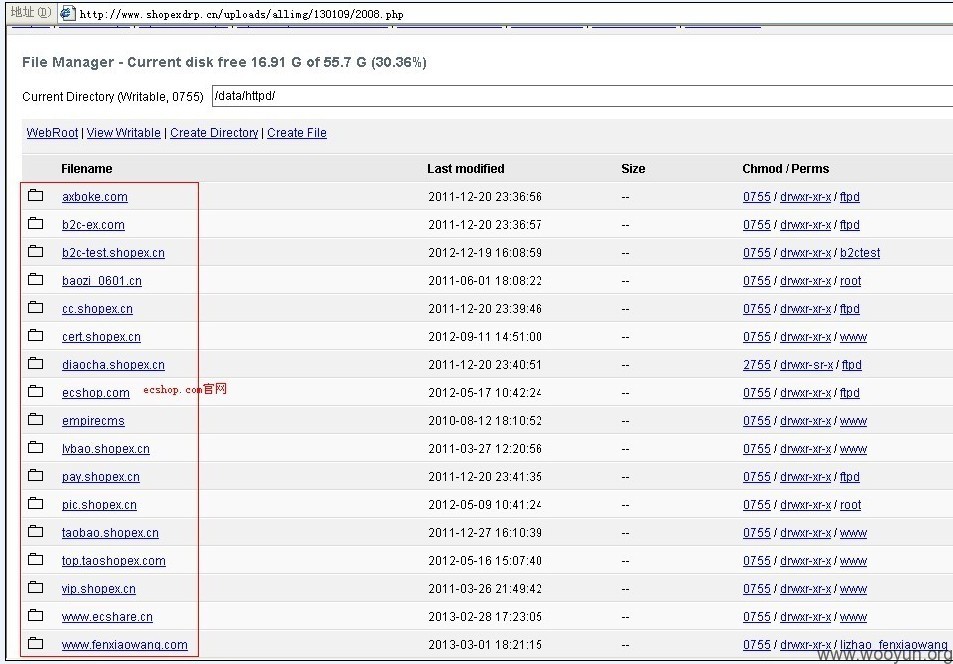 地址(D) http://www.shopexdrp.cn/uploads/allimg/130109/2008.php
File Manager - Current disk free 16.91 G of 55.7 G (30.36%)
Current Directory (Writable, 0755) /data/httpd/
WebRoot | View Writable | Create Directory | Create File
Filename Last modified Size Chmod / Perms
axboke.com 2011-12-20 23:36:56 -- 0755 / drwxr-xr-x / ftpd
b2c-ex.com 2011-12-20 23:36:57 -- 0755 / drwxr-xr-x / ftpd
b2c-test.shopex.cn 2012-12-19 16:08:59 -- 0755 / drwxr-xr-x / b2ctest
baozi_0601.cn 2011-06-01 18:08:22 -- 0755 / drwxr-xr-x / root
cc.shopex.cn 2011-12-20 23:39:46 -- 0755 / drwxr-xr-x / ftpd
cert.shopex.cn 2012-09-11 14:51:00 -- 0755 / drwxr-xr-x / www
diaocha.shopex.cn 2011-12-20 23:40:51 -- 2755 / drwxr-sr-x / ftpd
ecshop.com ecshop.com官网 2012-05-17 10:42:24 -- 0755 / drwxr-xr-x / ftpd
empirecms 2010-08-12 18:10:52 -- 0755 / drwxr-xr-x / www
lvbao.shopex.cn 2011-03-27 12:20:56 -- 0755 / drwxr-xr-x / www
pay.shopex.cn 2011-12-20 23:41:35 -- 0755 / drwxr-xr-x / ftpd
pic.shopex.cn 2012-05-09 10:41:24 -- 0755 / drwxr-xr-x / root
taobao.shopex.cn 2011-12-27 16:10:39 -- 0755 / drwxr-xr-x / www
top.taoshopex.com 2012-05-16 15:07:40 -- 0755 / drwxr-xr-x / www
vip.shopex.cn 2011-03-26 21:49:42 -- 0755 / drwxr-xr-x / www
www.ecshare.cn 2013-02-28 17:23:05 -- 0755 / drwxr-xr-x / www
www.fenxiaowang.com 2013-03-01 18:21:15 -- 0755 / drwxr-xr-x / lizhao_fenxiaowang
www.wooyun.org